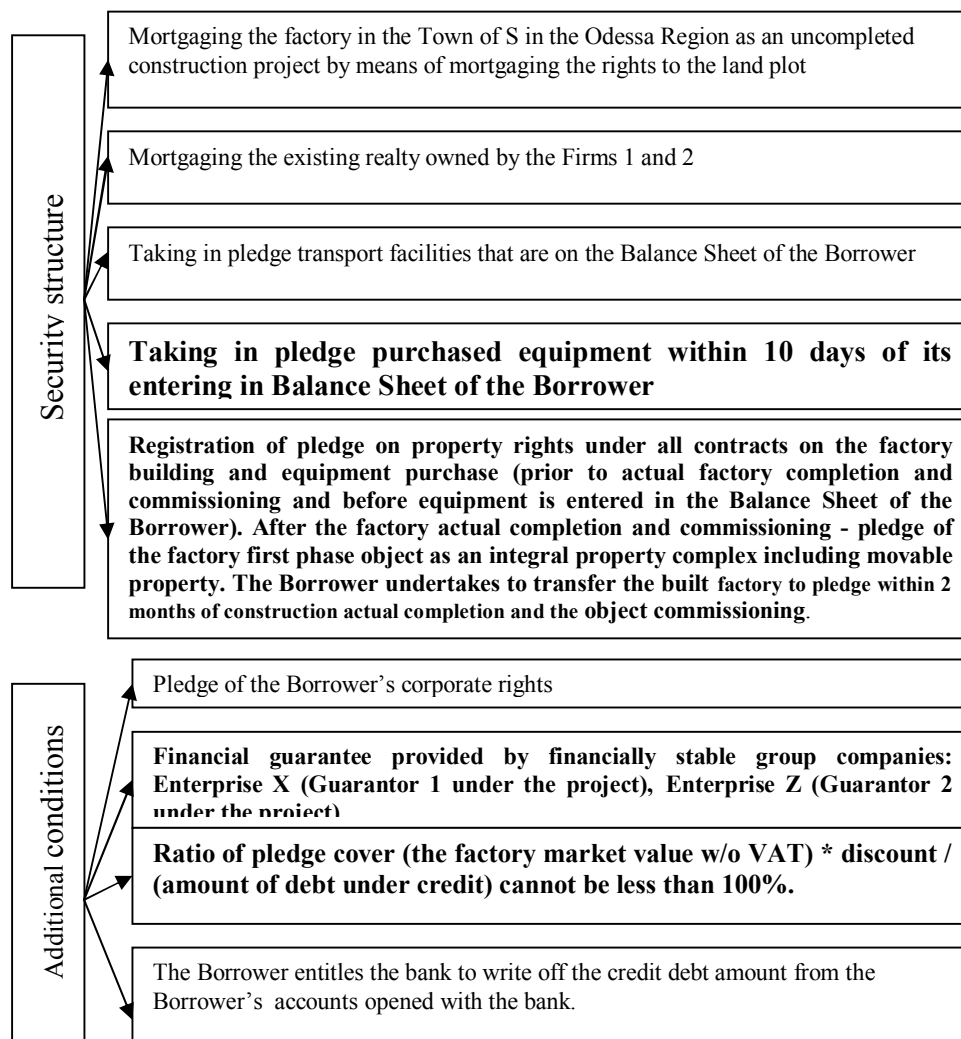 Security structure
Mortgaging the factory in the Town of S in the Odessa Region as an uncompleted
construction project by means of mortgaging the rights to the land plot
Mortgaging the existing realty owned by the Firms 1 and 2
Taking in pledge transport facilities that are on the Balance Sheet of the Borrower
Taking in pledge purchased equipment within 10 days of its
entering in Balance Sheet of the Borrower
Registration of pledge on property rights under all contracts on the factory
building and equipment purchase (prior to actual factory completion and
commissioning and before equipment is entered in the Balance Sheet of the
Borrower). After the factory actual completion and commissioning - pledge of
the factory first phase object as an integral property complex including movable
property. The Borrower undertakes to transfer the built factory to pledge within 2
months of construction actual completion and the object commissioning.
Additional conditions
Pledge of the Borrower's corporate rights
Financial guarantee provided by financially stable group companies:
Enterprise X (Guarantor 1 under the project), Enterprise Z (Guarantor 2
under the project)
Ratio of pledge cover (the factory market value w/o VAT) * discount /
(amount of debt under credit) cannot be less than 100%.
The Borrower entitles the bank to write off the credit debt amount from the
Borrower's accounts opened with the bank.